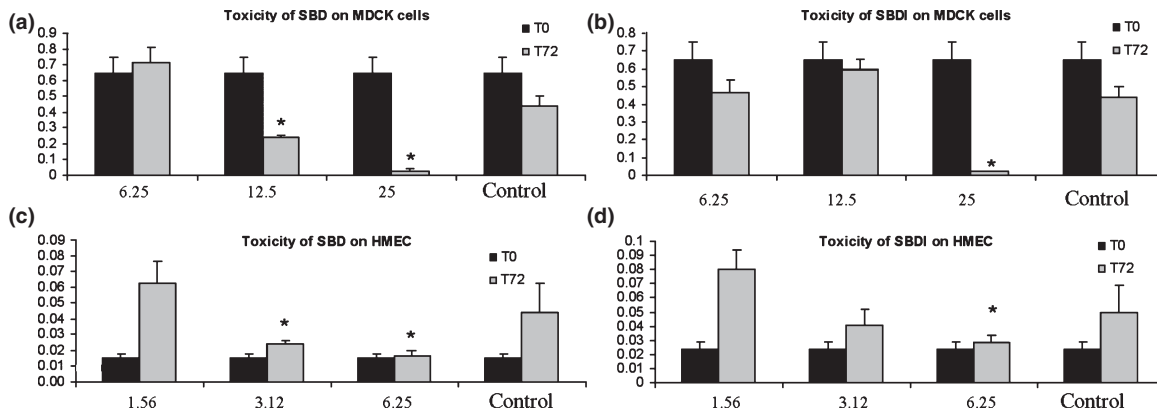 (a)
Toxicity of SBD on MDCK cells
T0
T72
0.9
0.8
0.7
0.6
0.5
0.4
0.3
0.2
0.1
0
*
*
6.25 12.5 25 Control
(b)
Toxicity of SBDI on MDCK cells
T0
T72
0.8
0.7
0.6
0.5
0.4
0.3
0.2
0.1
0
*
6.25 12.5 25 Control
(c)
Toxicity of SBD on HMEC
T0
T72
0.09
0.08
0.07
0.06
0.05
0.04
0.03
0.02
0.01
0.00
*
*
1.56 3.12 6.25 Control
(d)
Toxicity of SBDI on HMEC
T0
T72
0.1
0.09
0.08
0.07
0.06
0.05
0.04
0.03
0.02
0.01
0
*
1.56 3.12 6.25 Control